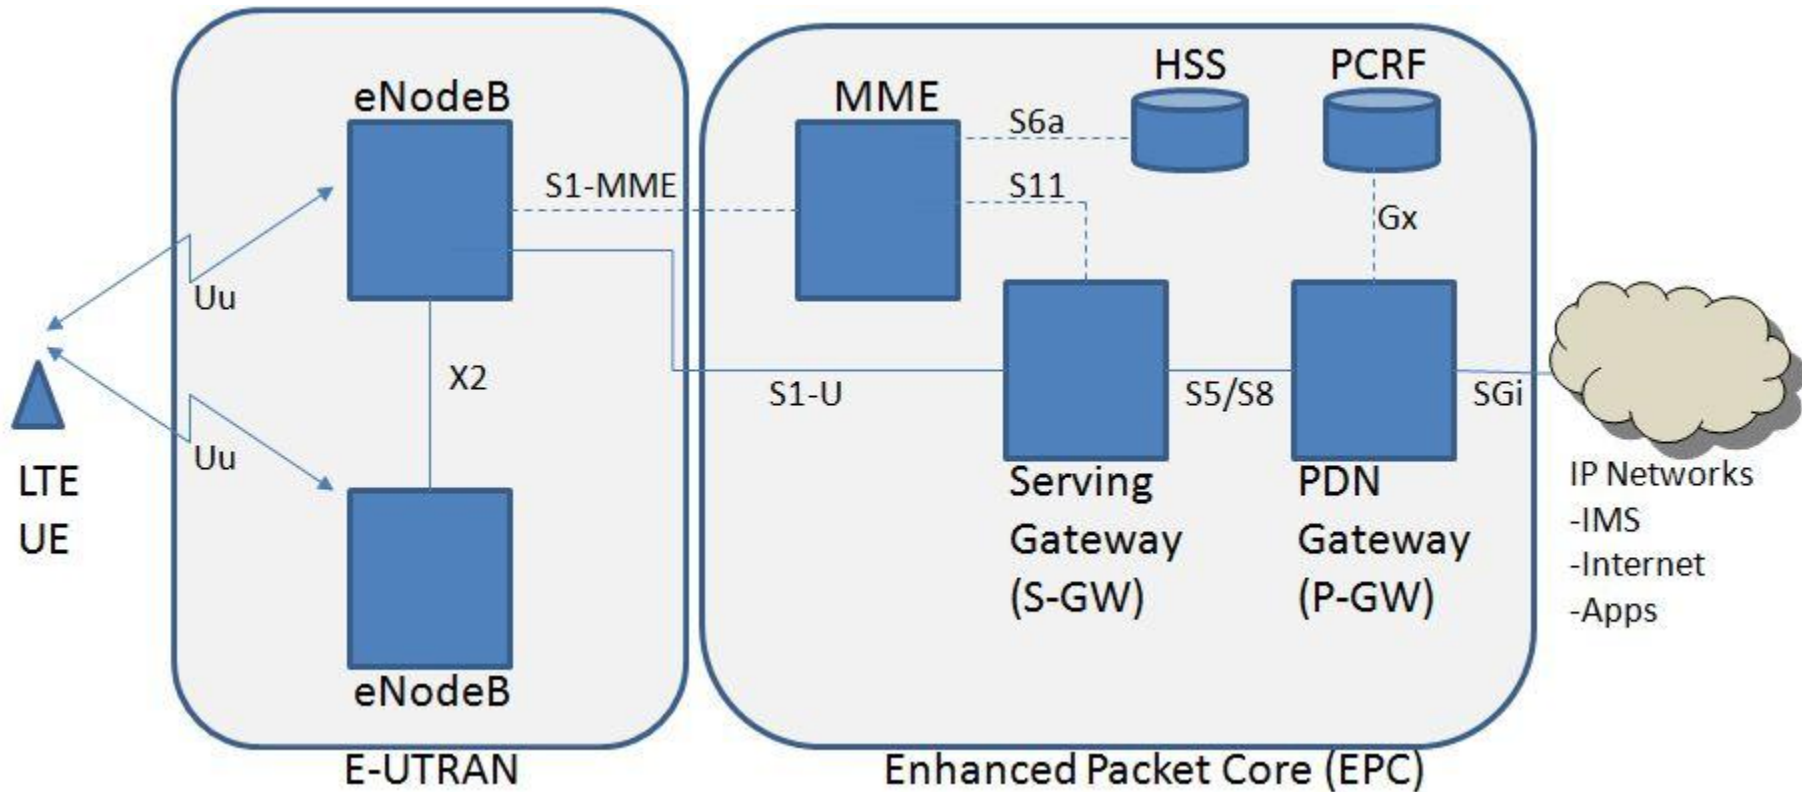 eNodeB
MME
HSS
PCRF
S6a
S1-MME
S11
Gx
Uu
X2
S1-U
S5/S8
SGi
Uu
LTE
UE
Serving
Gateway
(S-GW)
PDN
Gateway
(P-GW)
IP Networks
-IMS
-Internet
-Apps
eNodeB
E-UTRAN
Enhanced Packet Core (EPC)